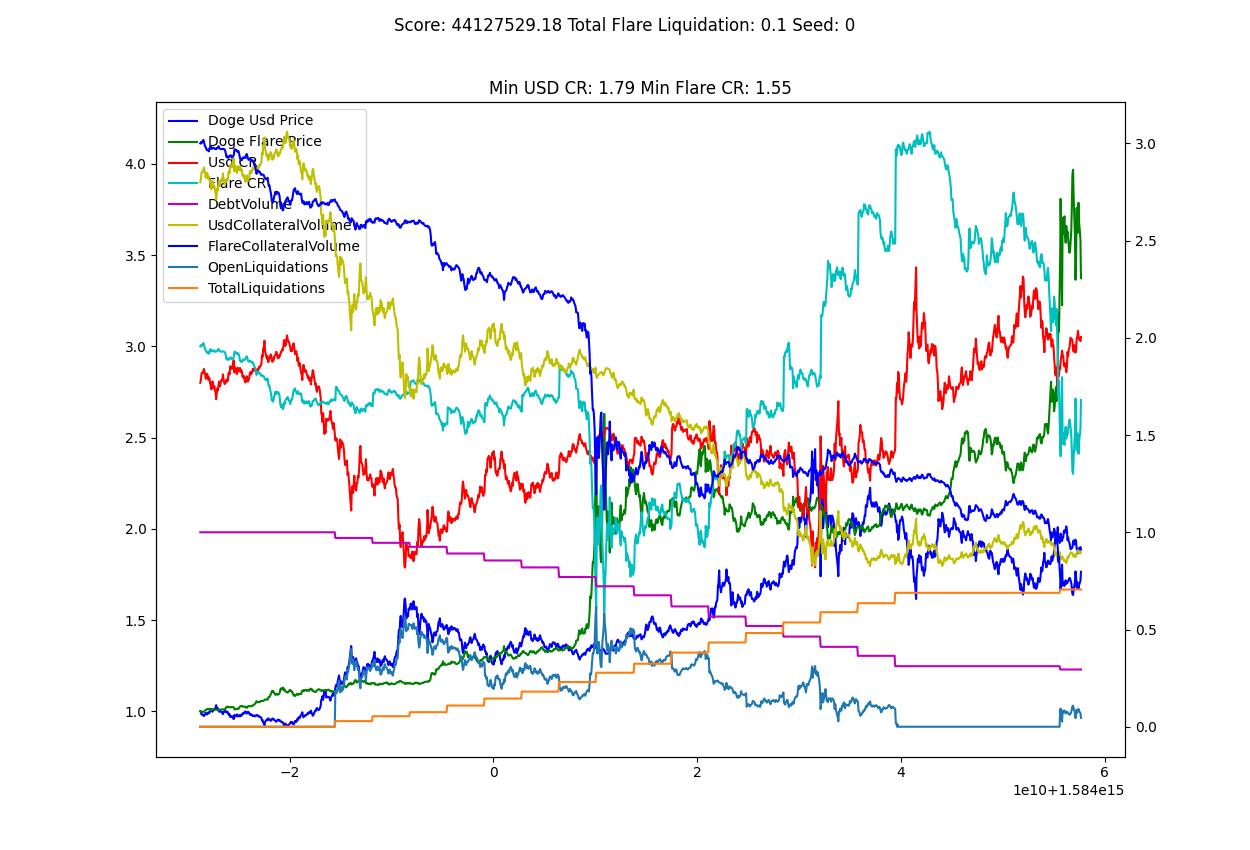 Score: 44127529.18 Total Flare Liquidation: 0.1 Seed: 0
Min USD CR: 1.79 Min Flare CR: 1.55
Doge Usd Price
Doge Flare Price
Usd CR
Flare CR
DebtVolume
UsdCollateralVolume
FlareCollateralVolume
OpenLiquidations
TotalLiquidations
4.0
3.5
3.0
2.5
2.0
1.5
1.0
3.0
2.5
2.0
1.5
1.0
0.5
0.0
−2 0 2 4 6
1e10+1.584e15